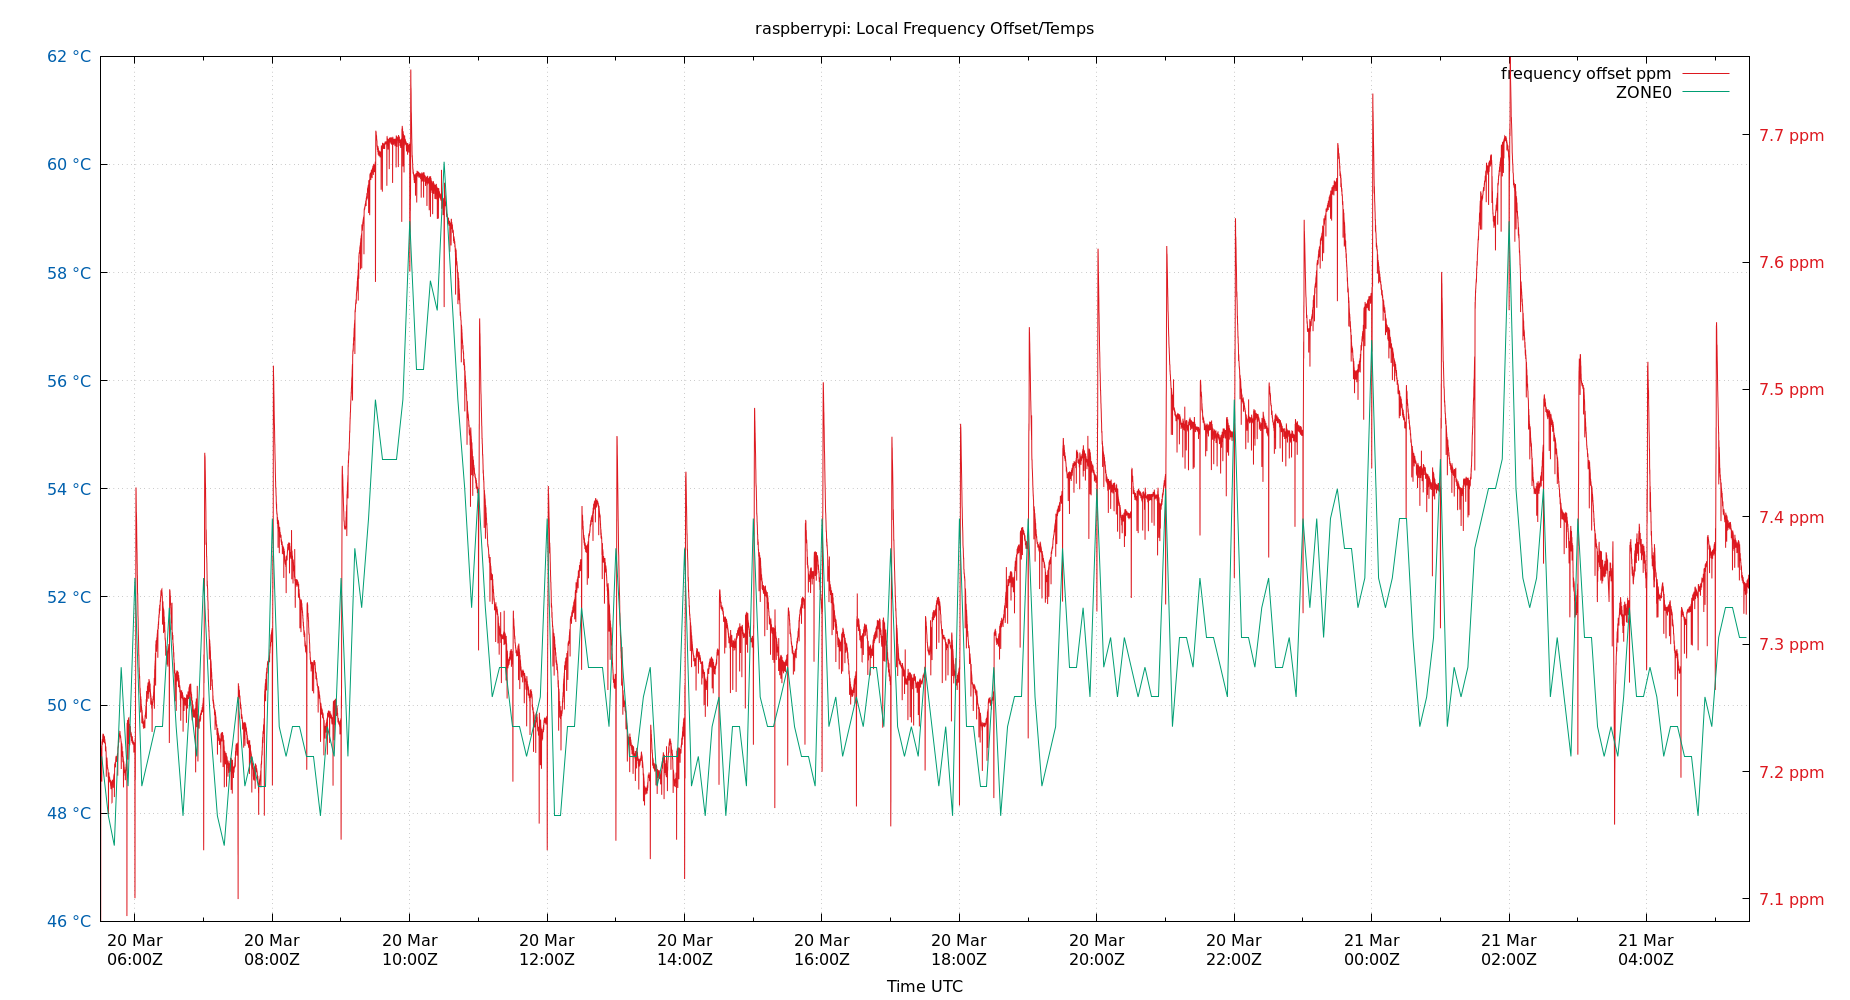 raspberrypi: Local Frequency Offset/Temps
frequency offset ppm
ZONE0
62 °C
60 °C
58 °C
56 °C
54 °C
52 °C
50 °C
48 °C
46 °C
7.7 ppm
7.6 ppm
7.5 ppm
7.4 ppm
7.3 ppm
7.2 ppm
7.1 ppm
20 Mar 20 Mar 20 Mar 20 Mar 20 Mar 20 Mar 20 Mar 20 Mar 20 Mar 21 Mar 21 Mar 21 Mar
06:00Z 08:00Z 10:00Z 12:00Z 14:00Z 16:00Z 18:00Z 20:00Z 22:00Z 00:00Z 02:00Z 04:00Z
Time UTC